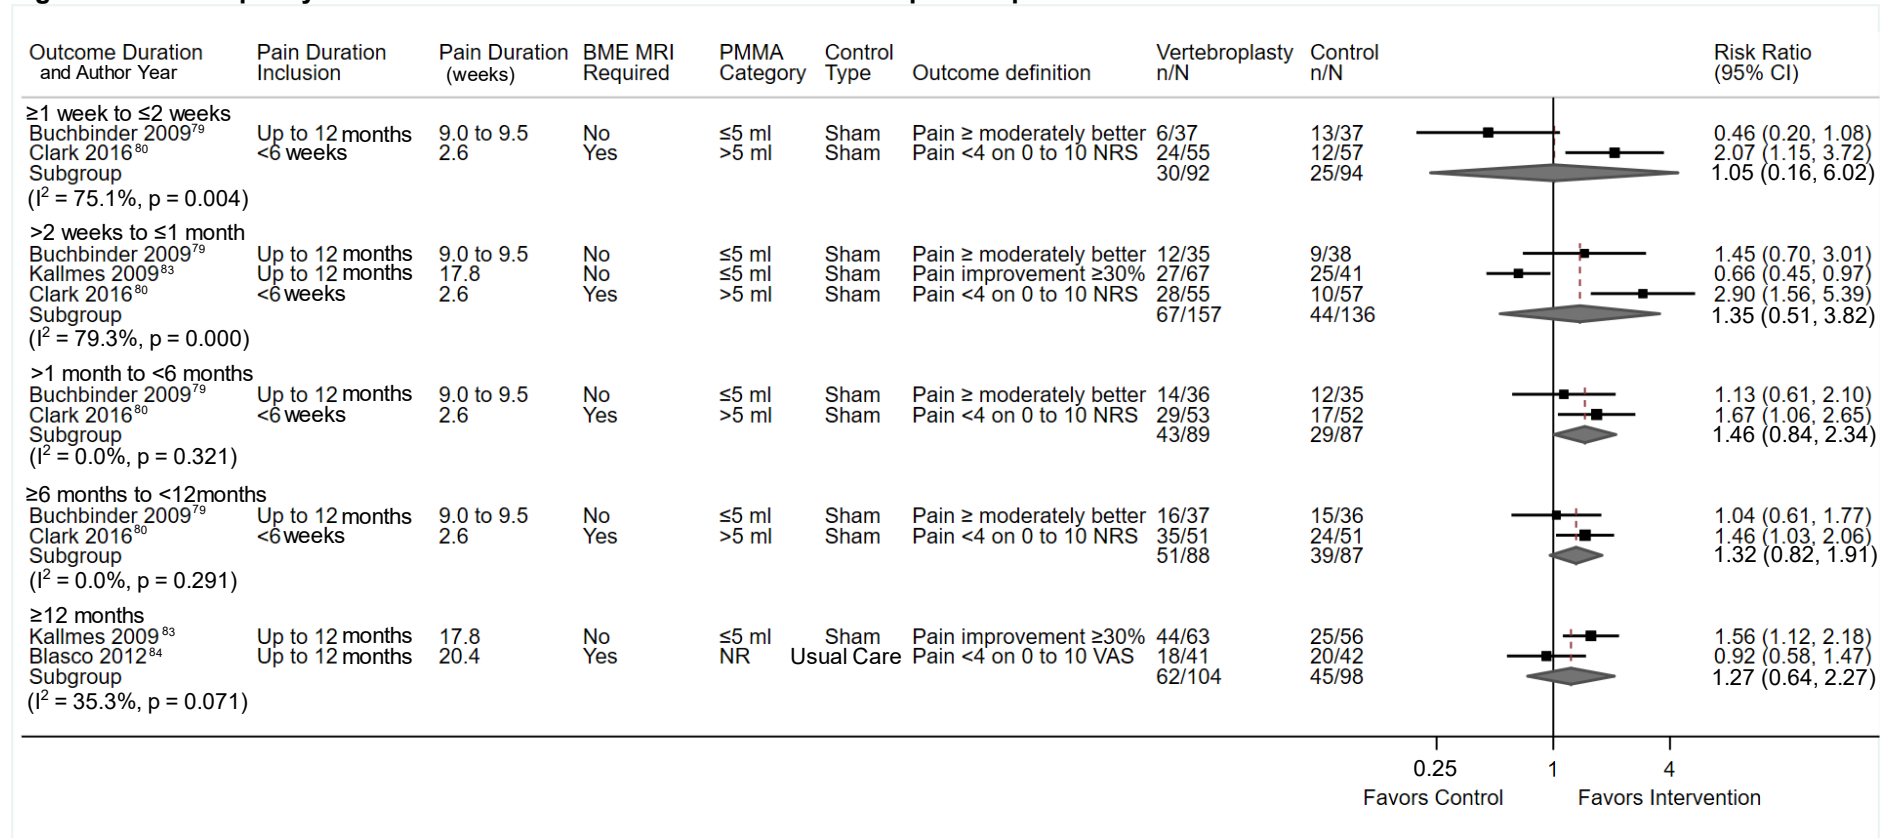 Outcome Duration and Author Year Pain Duration Inclusion Pain Duration (weeks) BME MRI Required PMMA Category Control Type Outcome definition Vertebroplasty n/N Control n/N Risk Ratio (95% CI)
≥1 week to ≤2 weeks
Buchbinder 2009⁷⁹ Up to 12 months 9.0 to 9.5 No ≤5 ml Sham Pain ≥ moderately better 6/37 13/37 0.46 (0.20, 1.08)
Clark 2016⁸⁰ <6 weeks 2.6 Yes >5 ml Sham Pain <4 on 0 to 10 NRS 24/55 12/57 2.07 (1.15, 3.72)
Subgroup 30/92 25/94 1.05 (0.16, 6.02)
(I² = 75.1%, p = 0.004)
>2 weeks to ≤1 month
Buchbinder 2009⁷⁹ Up to 12 months 9.0 to 9.5 No ≤5 ml Sham Pain ≥ moderately better 12/35 9/38 1.45 (0.70, 3.01)
Kallmes 2009⁸³ Up to 12 months 17.8 No ≤5 ml Sham Pain improvement ≥30% 27/67 25/41 0.66 (0.45, 0.97)
Clark 2016⁸⁰ <6 weeks 2.6 Yes >5 ml Sham Pain <4 on 0 to 10 NRS 28/55 10/57 2.90 (1.56, 5.39)
Subgroup 67/157 44/136 1.35 (0.51, 3.82)
(I² = 79.3%, p = 0.000)
>1 month to <6 months
Buchbinder 2009⁷⁹ Up to 12 months 9.0 to 9.5 No ≤5 ml Sham Pain ≥ moderately better 14/36 12/35 1.13 (0.61, 2.10)
Clark 2016⁸⁰ <6 weeks 2.6 Yes >5 ml Sham Pain <4 on 0 to 10 NRS 29/53 17/52 1.67 (1.06, 2.65)
Subgroup 43/89 29/87 1.46 (0.84, 2.34)
(I² = 0.0%, p = 0.321)
≥6 months to <12months
Buchbinder 2009⁷⁹ Up to 12 months 9.0 to 9.5 No ≤5 ml Sham Pain ≥ moderately better 16/37 15/36 1.04 (0.61, 1.77)
Clark 2016⁸⁰ <6 weeks 2.6 Yes >5 ml Sham Pain <4 on 0 to 10 NRS 35/51 24/51 1.46 (1.03, 2.06)
Subgroup 51/88 39/87 1.32 (0.82, 1.91)
(I² = 0.0%, p = 0.291)
≥12 months
Kallmes 2009⁸³ Up to 12 months 17.8 No ≤5 ml Sham Pain improvement ≥30% 44/63 25/56 1.56 (1.12, 2.18)
Blasco 2012⁸⁴ Up to 12 months 20.4 Yes NR Usual Care Pain <4 on 0 to 10 VAS 18/41 20/42 0.92 (0.58, 1.47)
Subgroup 62/104 45/98 1.27 (0.64, 2.27)
(I² = 35.3%, p = 0.071)
0.25 1 4
Favors Control Favors Intervention